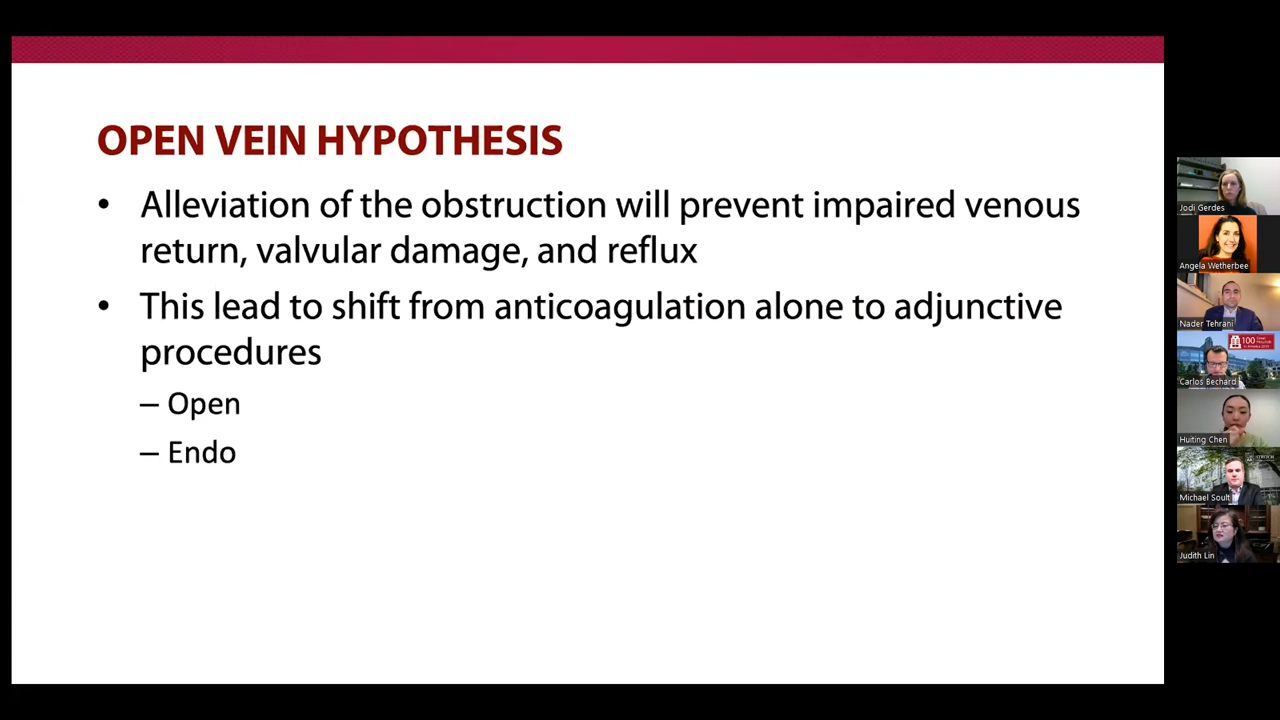 OPEN VEIN HYPOTHESIS
• Alleviation of the obstruction will prevent impaired venous
return, valvular damage, and reflux
• This lead to shift from anticoagulation alone to adjunctive
procedures
– Open
– Endo
Jodi Gerdes
Angela Wetherbee
Nader Tehrani
100
Carlos Bechard
Huiting Chen
Michael Soult
Judith Lin